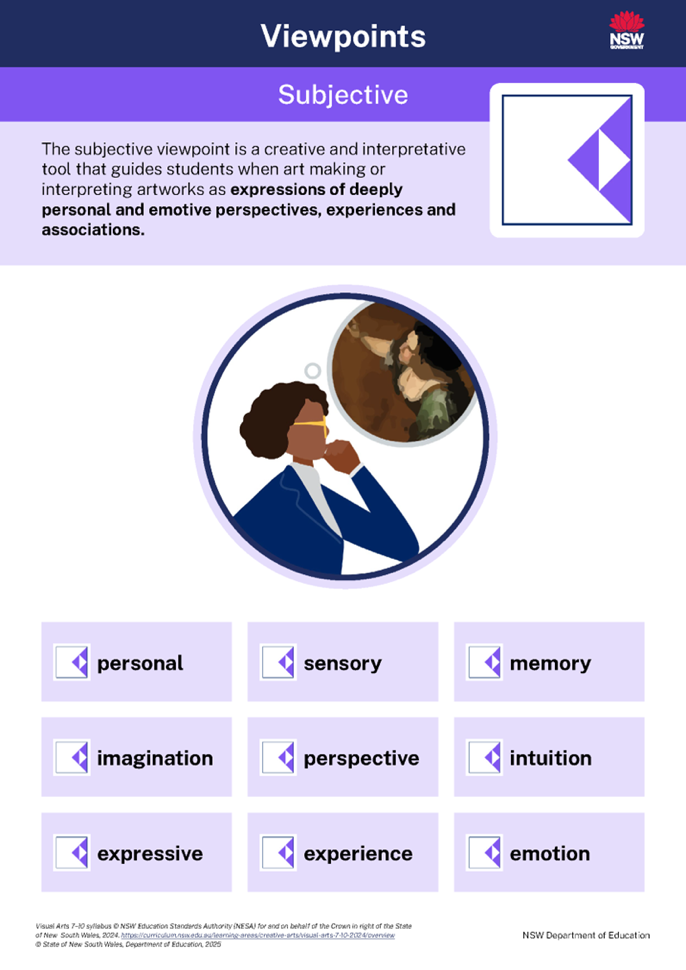 Viewpoints
NSW
GOVERNMENT
Subjective
The subjective viewpoint is a creative and interpretative
tool that guides students when art making or
interpreting artworks as expressions of deeply
personal and emotive perspectives, experiences and
associations.
personal
sensory
memory
imagination
perspective
intuition
expressive
experience
emotion
Visual Arts 7–10 syllabus © NSW Education Standards Authority (NESA) for and on behalf of the Crown in right of the State
of New South Wales, 2024. https://curriculum.nsw.edu.au/learning-areas/creative-arts/visual-arts-7-10-2024/overview
© State of New South Wales, Department of Education, 2025
NSW Department of Education